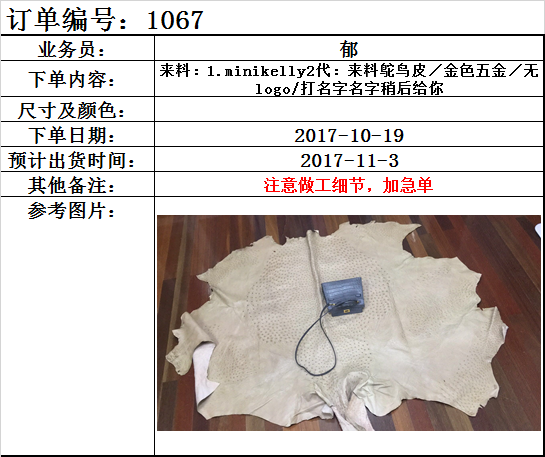 订单编号：1067
业务员： 郁
下单内容： 来料：1.minikelly2代：来料鸵鸟皮／金色五金／无
logo/打名字名字稍后给你
尺寸及颜色：
下单日期： 2017-10-19
预计出货时间： 2017-11-3
其他备注： 注意做工细节，加急单
参考图片：